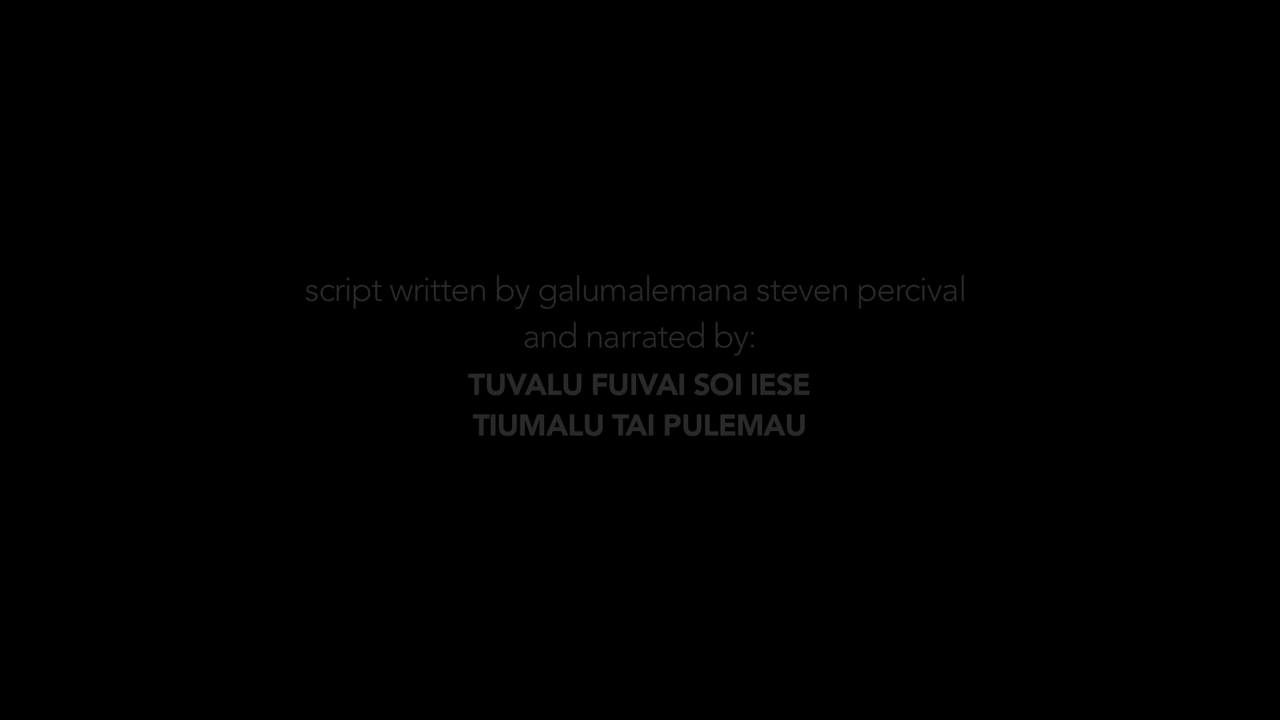 script written by galumalemana steven percival
and narrated by:
TUVALU FUIVAI SOI IESE
TIUMALU TAI PULEMAU